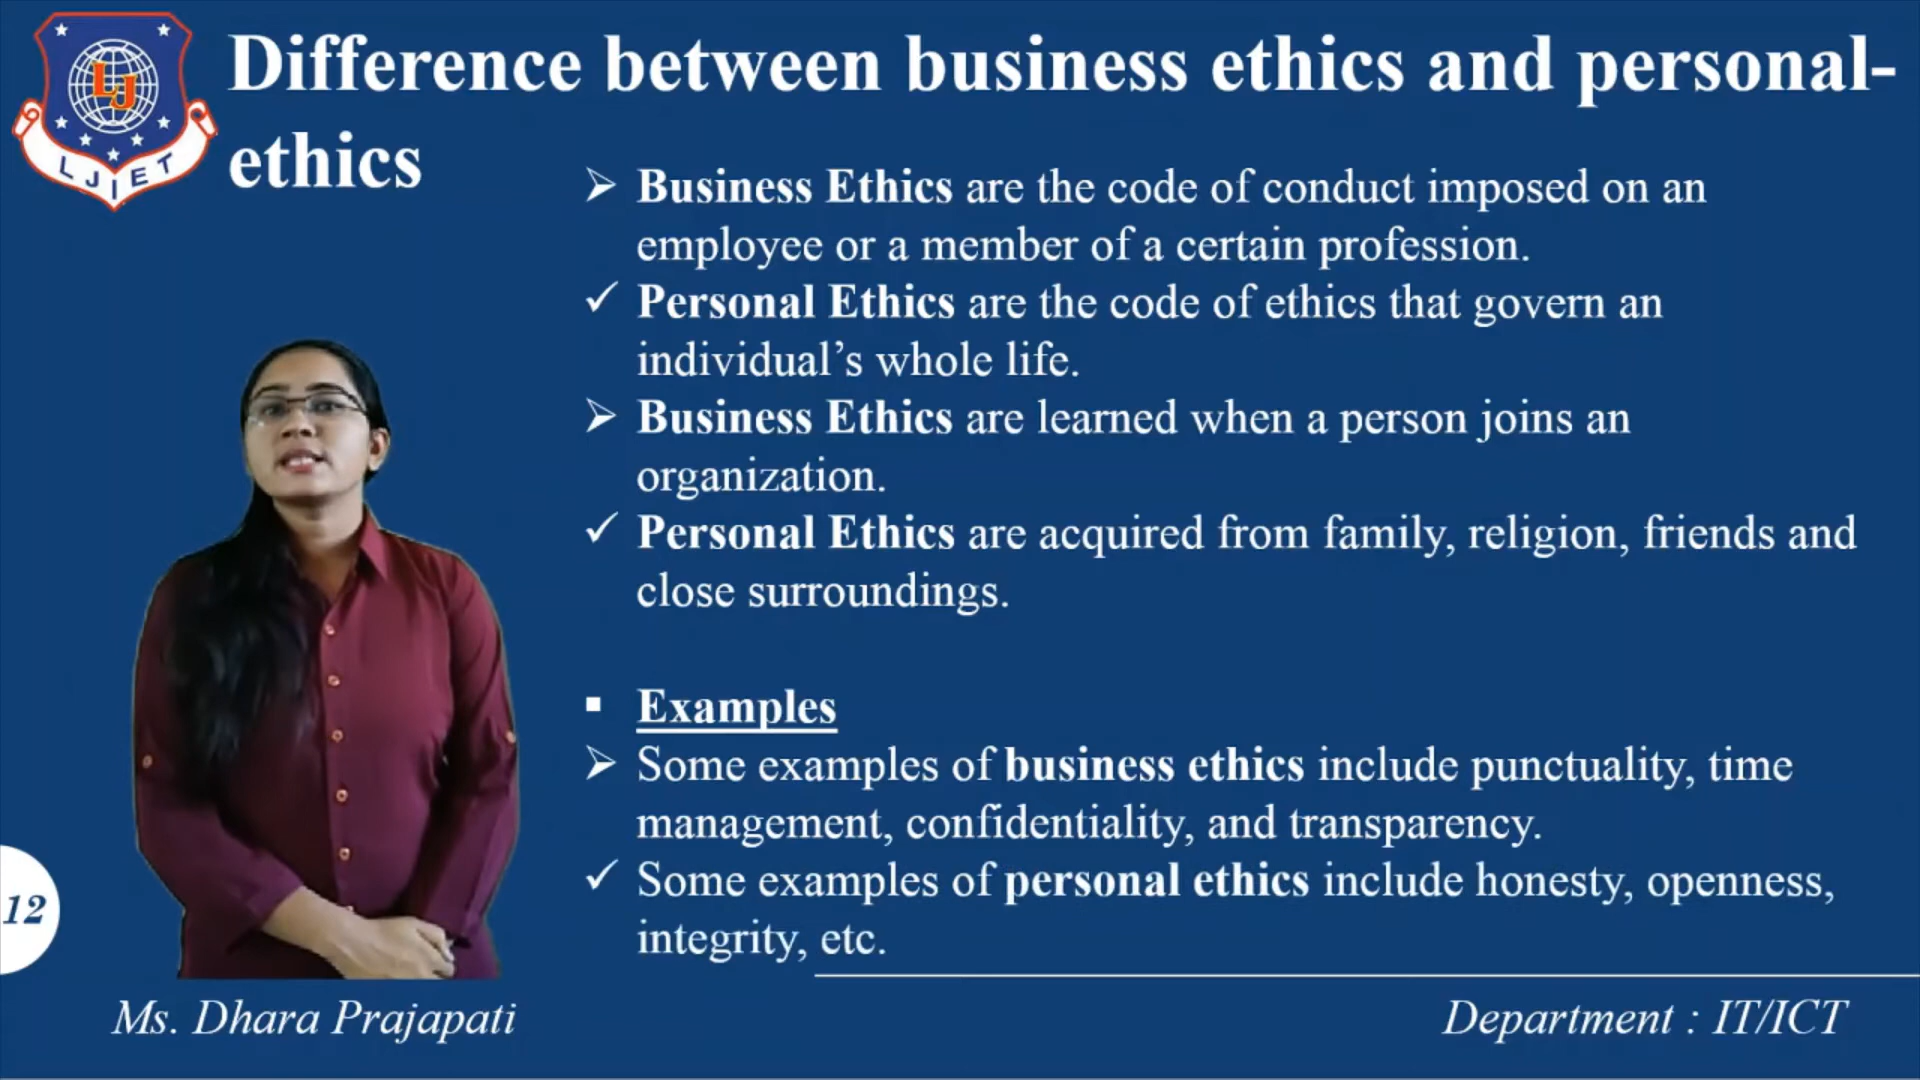 LJ
LJIET
Difference between business ethics and personal-
ethics
➢ Business Ethics are the code of conduct imposed on an
employee or a member of a certain profession.
✓ Personal Ethics are the code of ethics that govern an
individual’s whole life.
➢ Business Ethics are learned when a person joins an
organization.
✓ Personal Ethics are acquired from family, religion, friends and
close surroundings.
▪ Examples
➢ Some examples of business ethics include punctuality, time
management, confidentiality, and transparency.
✓ Some examples of personal ethics include honesty, openness,
integrity, etc.
12
Ms. Dhara Prajapati
Department : IT/ICT